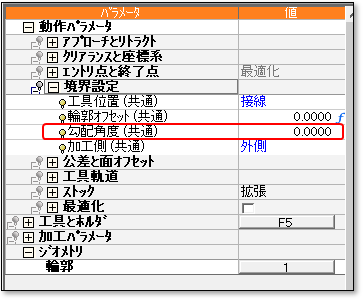 パラメータ 値
動作パラメータ
アプローチとリトラクト
クリアランスと座標系
エントリ点と終了点 最適化
境界設定
工具位置 (共通) 接線
輪郭オフセット (共通) 0.0000 f
勾配角度 (共通) 0.0000
加工側 (共通) 外側
公差と面オフセット
工具軌道
ストック 拡張
最適化
工具とホルダ F5
加工パラメータ
ジオメトリ
輪郭 1